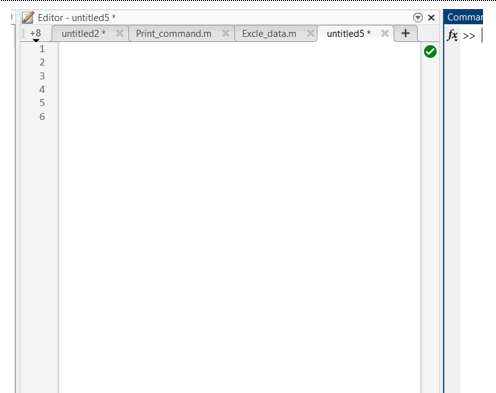 Editor - untitled5 *
Comman
+8 untitled2 * Print_command.m Excle_data.m untitled5 * +
fx >>
1
2
3
4
5
6